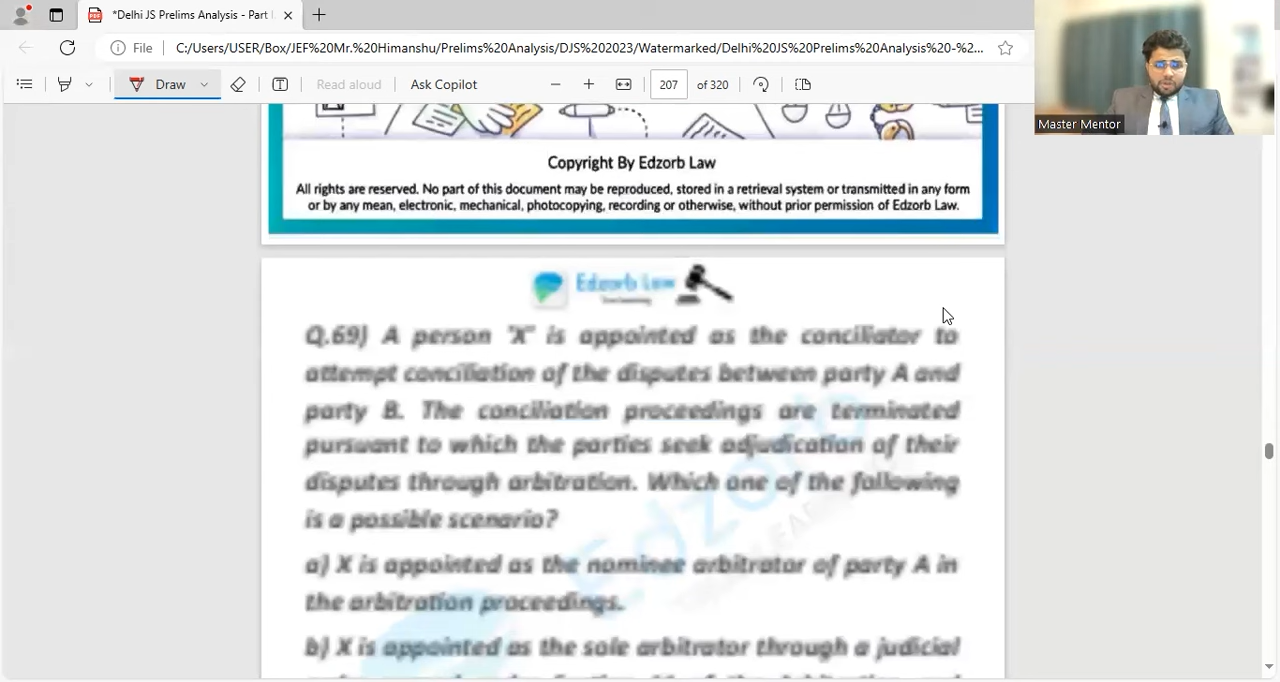 *Delhi JS Prelims Analysis - Part I
File
C:/Users/USER/Box/JEF%20Mr.%20Himanshu/Prelims%20Analysis/DJS%202023/Watermarked/Delhi%20JS%20Prelims%20Analysis%20-%2...
Draw
Read aloud
Ask Copilot
207
of 320
Master Mentor
Copyright By Edzorb Law
All rights are reserved. No part of this document may be reproduced, stored in a retrieval system or transmitted in any form
or by any mean, electronic, mechanical, photocopying, recording or otherwise, without prior permission of Edzorb Law.
Edzorb Law
Q.69) A person "X" is appointed as the conciliator to
attempt conciliation of the disputes between party A and
party B. The conciliation proceedings are terminated
pursuant to which the parties seek adjudication of their
disputes through arbitration. Which one of the following
is a possible scenario?
a) X is appointed as the nominee arbitrator of party A in
the arbitration proceedings.
b) X is appointed as the sole arbitrator through a judicial
Edzorb